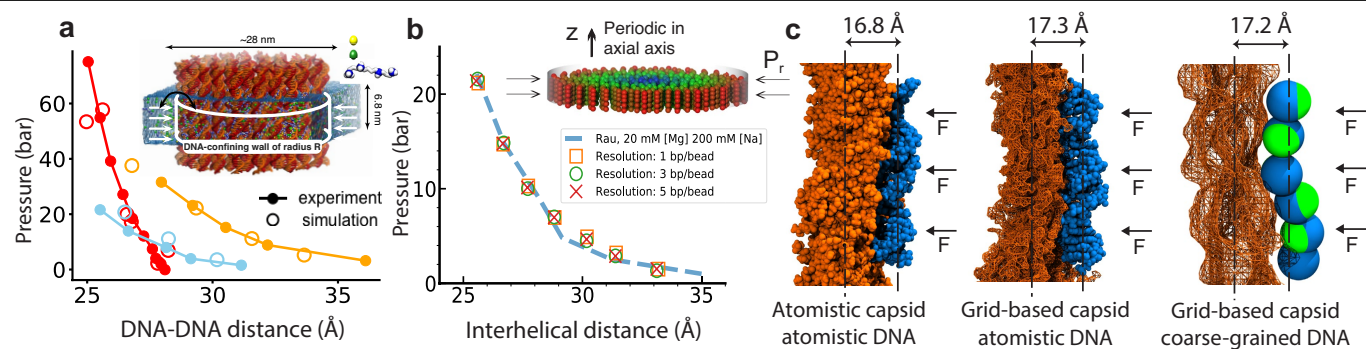 a
~28 nm
6.8 nm
DNA-confining wall of radius R
experiment
simulation
Pressure (bar)
60
40
20
0
25
30
35
DNA-DNA distance (Å)
b
Z
Periodic in
axial axis
Pr
Rau, 20 mM [Mg] 200 mM [Na]
Resolution: 1 bp/bead
Resolution: 3 bp/bead
Resolution: 5 bp/bead
Pressure (bar)
20
10
0
25
30
35
Interhelical distance (Å)
c
16.8 Å
F
F
F
Atomistic capsid
atomistic DNA
17.3 Å
F
F
F
Grid-based capsid
atomistic DNA
17.2 Å
F
F
F
Grid-based capsid
coarse-grained DNA